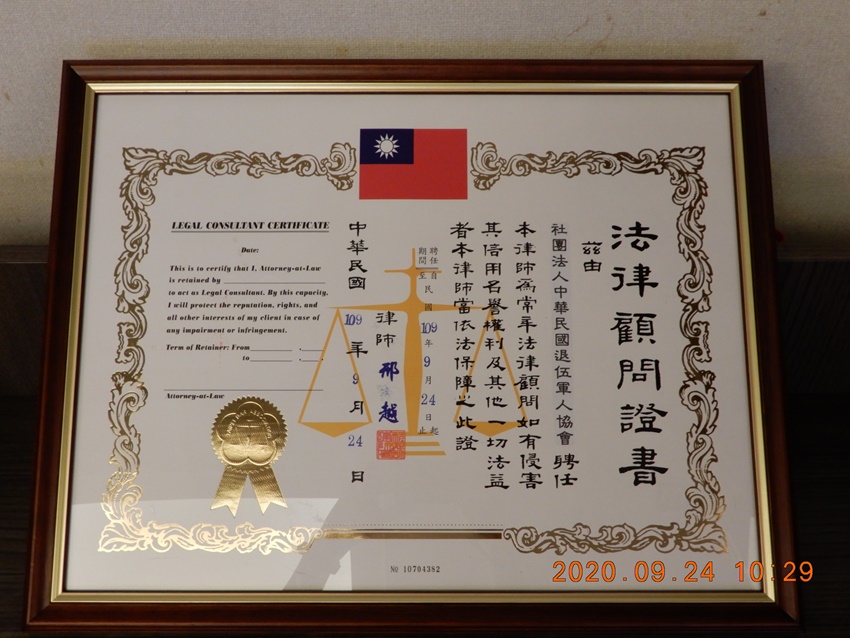 法律顧問證書
茲由
社團法人中華民國退伍軍人協會 聘任
本律師為常年法律顧問如有侵害
其信用名譽權利及其他一切法益
者本律師當依法保障之此證
聘任 自 民國 109 年 9 月 24 日 起
期間 至 止
律師 邢越
中華民國 109 年 9 月 24 日
LEGAL CONSULTANT CERTIFICATE
Date:
This is to certify that I, Attorney-at-Law
is retained by
to act as Legal Consultant. By this capacity,
I will protect the reputation, rights, and
all other interests of my client in case of
any impairment or infringement.
Term of Retainer: From ,
to ,
Attorney-at-Law
№ 10704382
2020.09.24 10:29